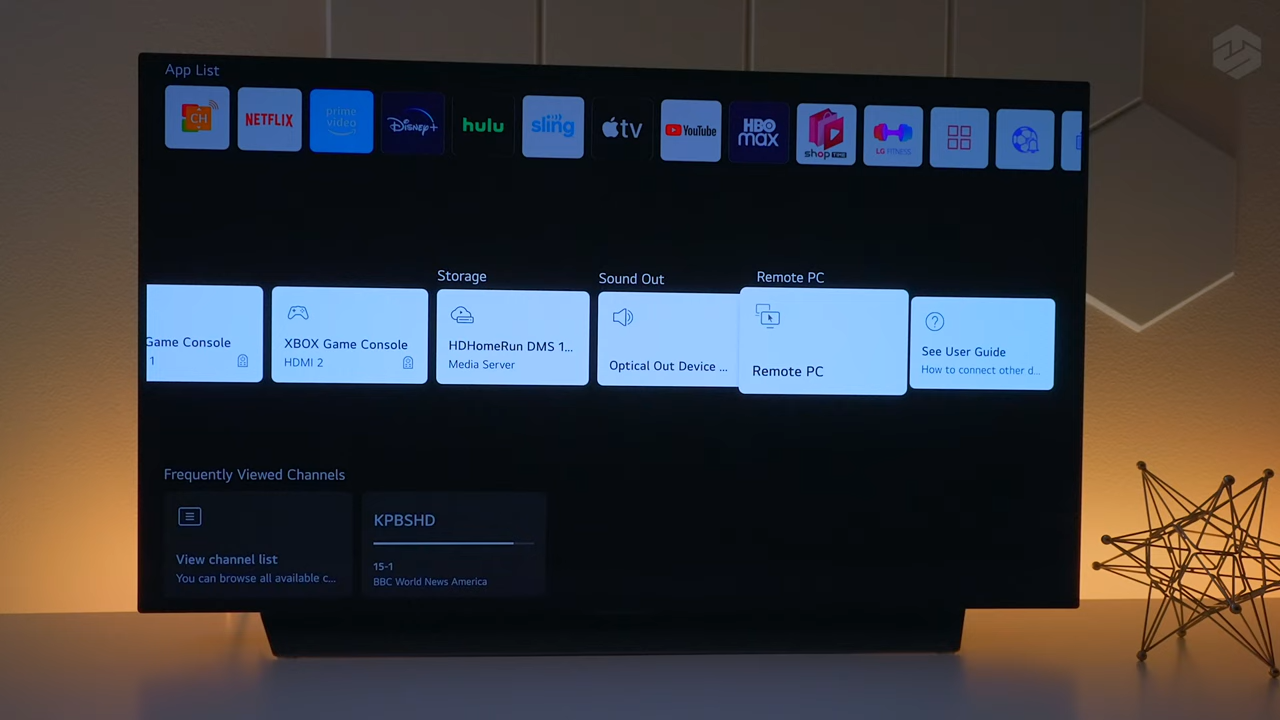 App List
CH
NETFLIX
prime video
Disney+
hulu
sling
tv
YouTube
HBO max
shop TIME
LG FITNESS
Storage
Sound Out
Remote PC
Game Console
1
XBOX Game Console
HDMI 2
HDHomeRun DMS 1...
Media Server
Optical Out Device ...
Remote PC
See User Guide
How to connect other d...
Frequently Viewed Channels
View channel list
You can browse all available c...
KPBSHD
15-1
BBC World News America